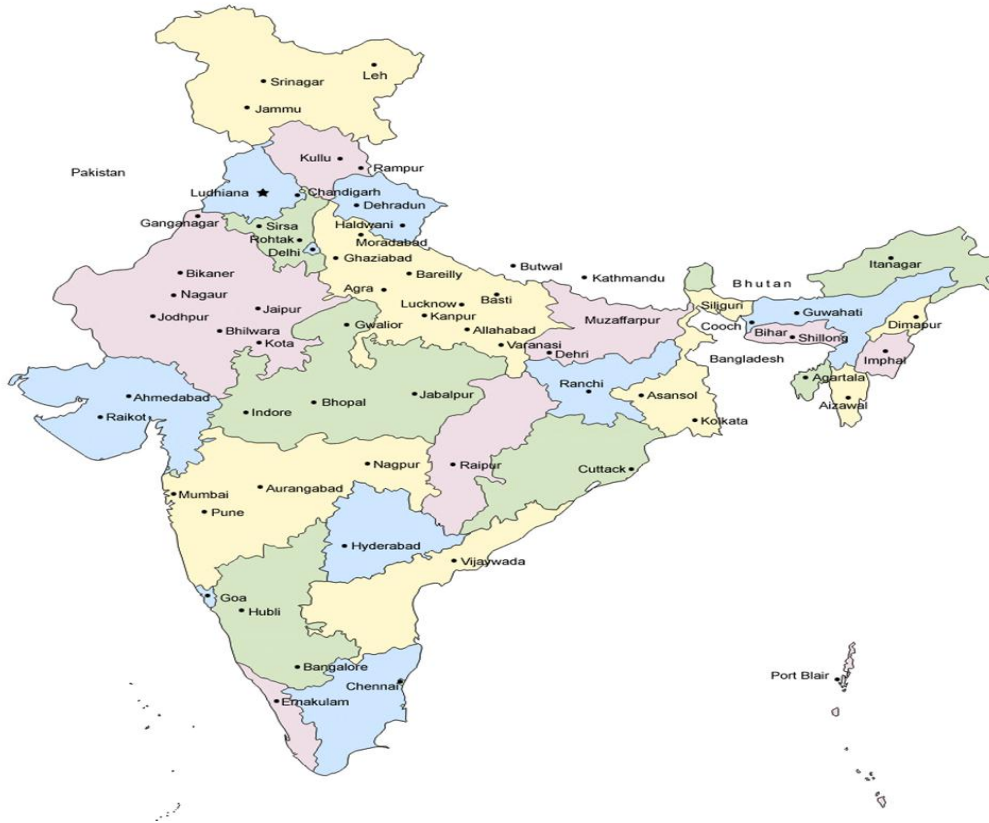 Leh
Srinagar
Jammu
Kullu
Rampur
Pakistan
Ludhiana
Chandigarh
Dehradun
Ganganagar
Sirsa
Haldwani
Rohtak
Moradabad
Delhi
Ghaziabad
Bikaner
Bareilly
Butwal
Kathmandu
Bhutan
Itanagar
Nagaur
Agra
Lucknow
Basti
Siliguri
Jodhpur
Jaipur
Kanpur
Muzaffarpur
Guwahati
Cooch
Bihar
Dimapur
Bhilwara
Gwalior
Allahabad
Shillong
Kota
Varanasi
Dehri
Bangladesh
Imphal
Ranchi
Agartala
Ahmedabad
Bhopal
Jabalpur
Asansol
Aizawal
Raikot
Indore
Kolkata
Nagpur
Raipur
Cuttack
Mumbai
Aurangabad
Pune
Hyderabad
Vijaywada
Goa
Hubli
Bangalore
Chennai
Port Blair
Ernakulam